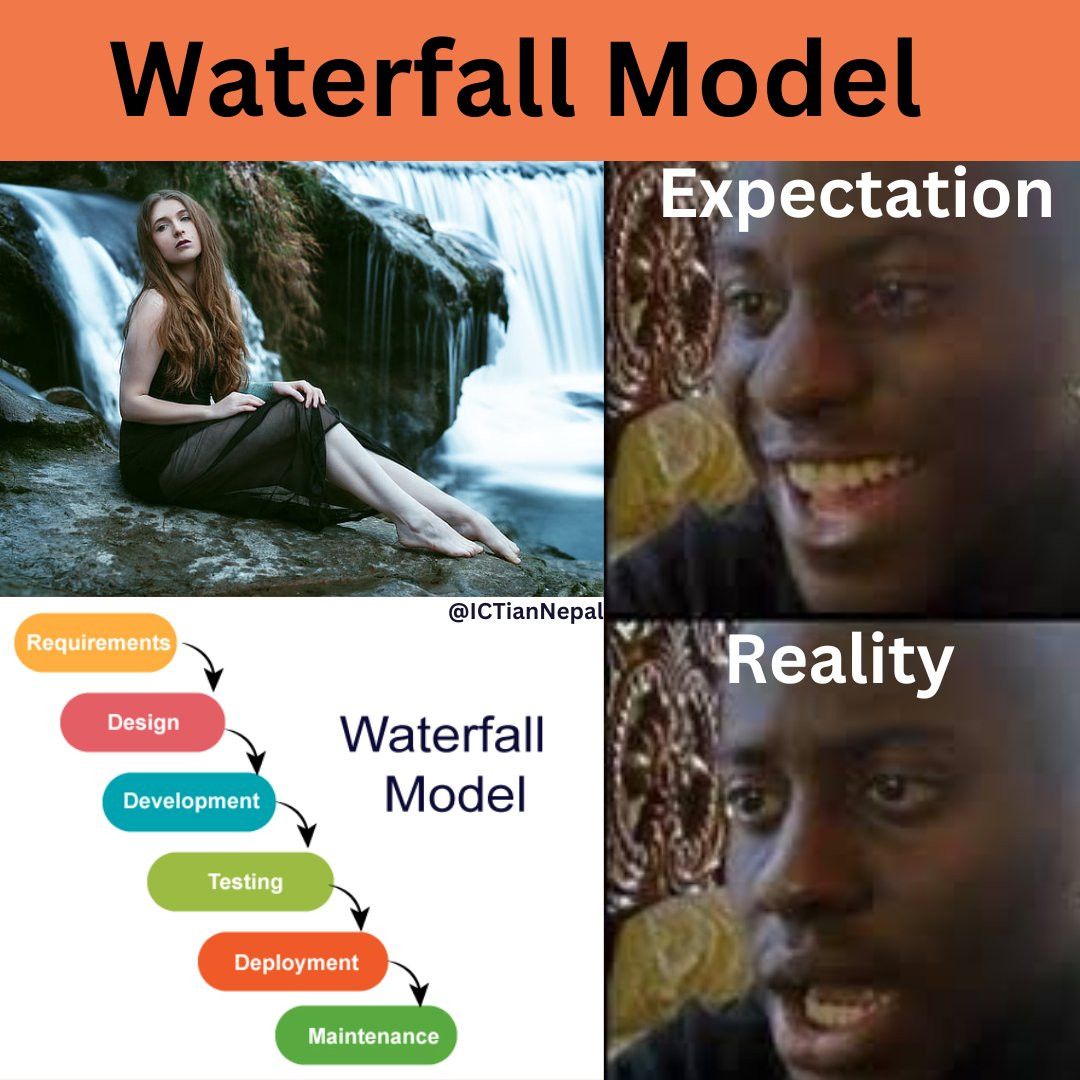 Waterfall Model
Expectation
@ICTianNepal
Reality
Requirements
Design
Development
Testing
Deployment
Maintenance
Waterfall
Model